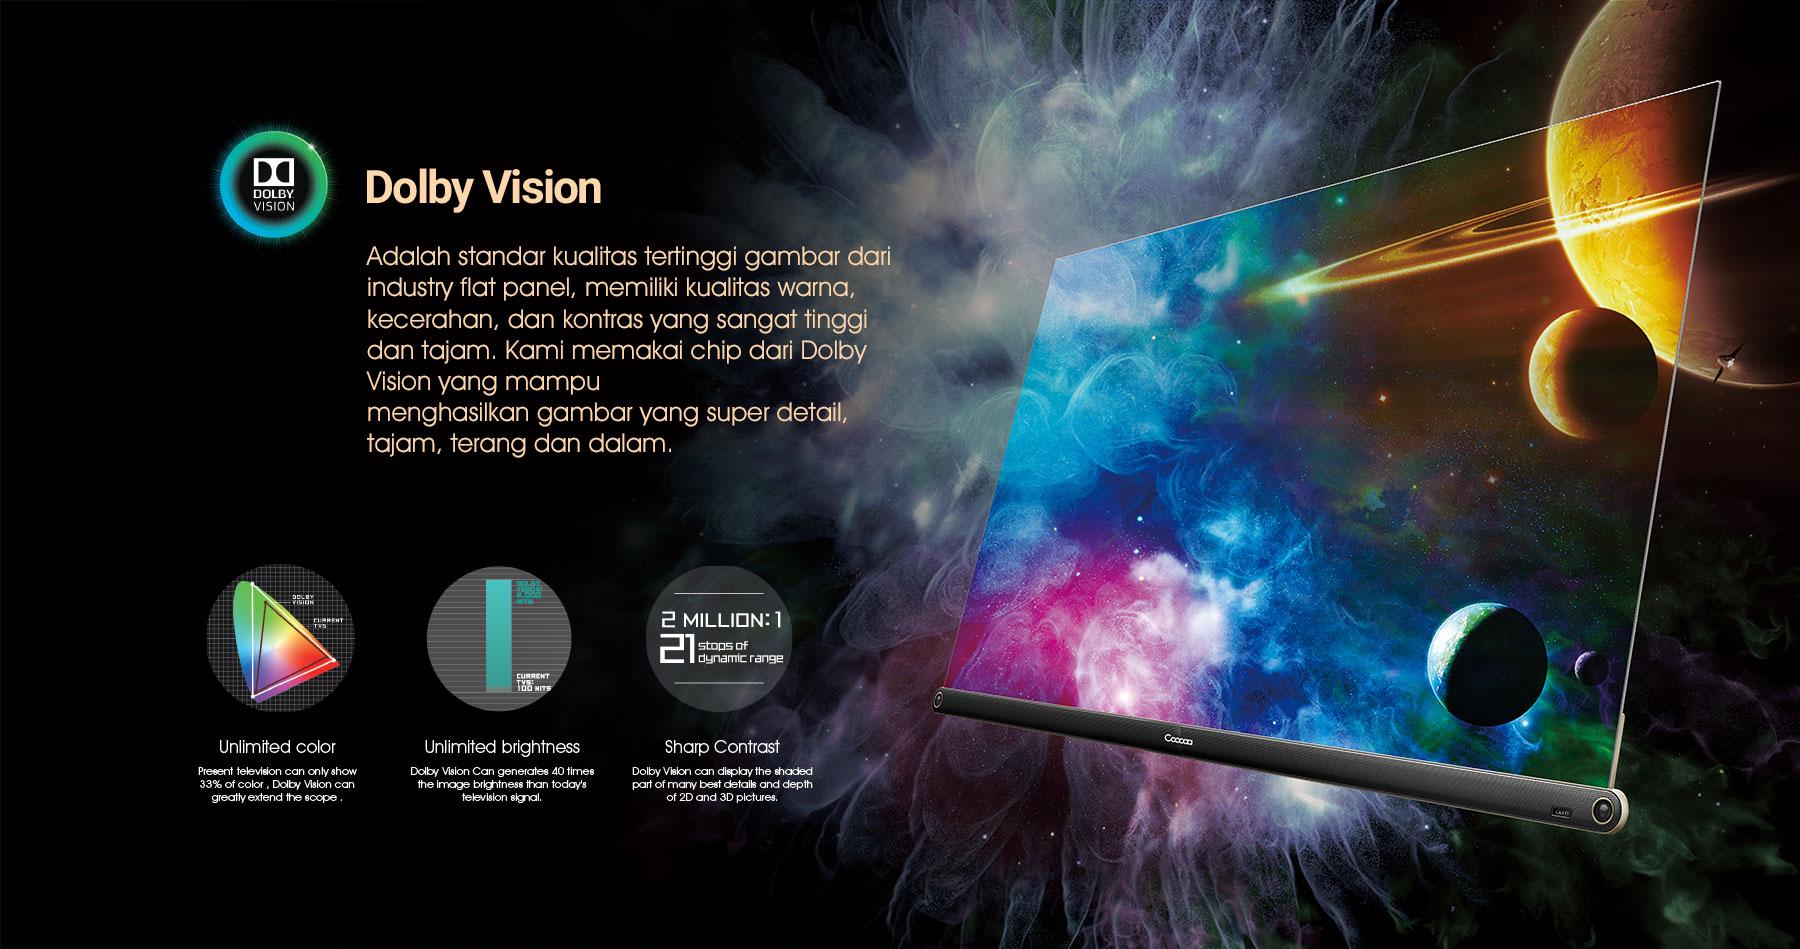 DOLBY
VISION
Dolby Vision
Adalah standar kualitas tertinggi gambar dari
industry flat panel, memiliki kualitas warna,
kecerahan, dan kontras yang sangat tinggi
dan tajam. Kami memakai chip dari Dolby
Vision yang mampu
menghasilkan gambar yang super detail,
tajam, terang dan dalam.
DOLBY
VISION
CURRENT
TVS
Unlimited color
Present television can only show
33% of color , Dolby Vision can
greatly extend the scope .
DOLBY
VISION:
4,000
NITS
CURRENT
TVS:
100 NITS
Unlimited brightness
Dolby Vision Can generates 40 times
the image brightness than today's
television signal.
2 MILLION:1
21 stops of
dynamic range
Sharp Contrast
Dolby Vision can display the shaded
part of many best details and depth
of 2D and 3D pictures.
Coocaa